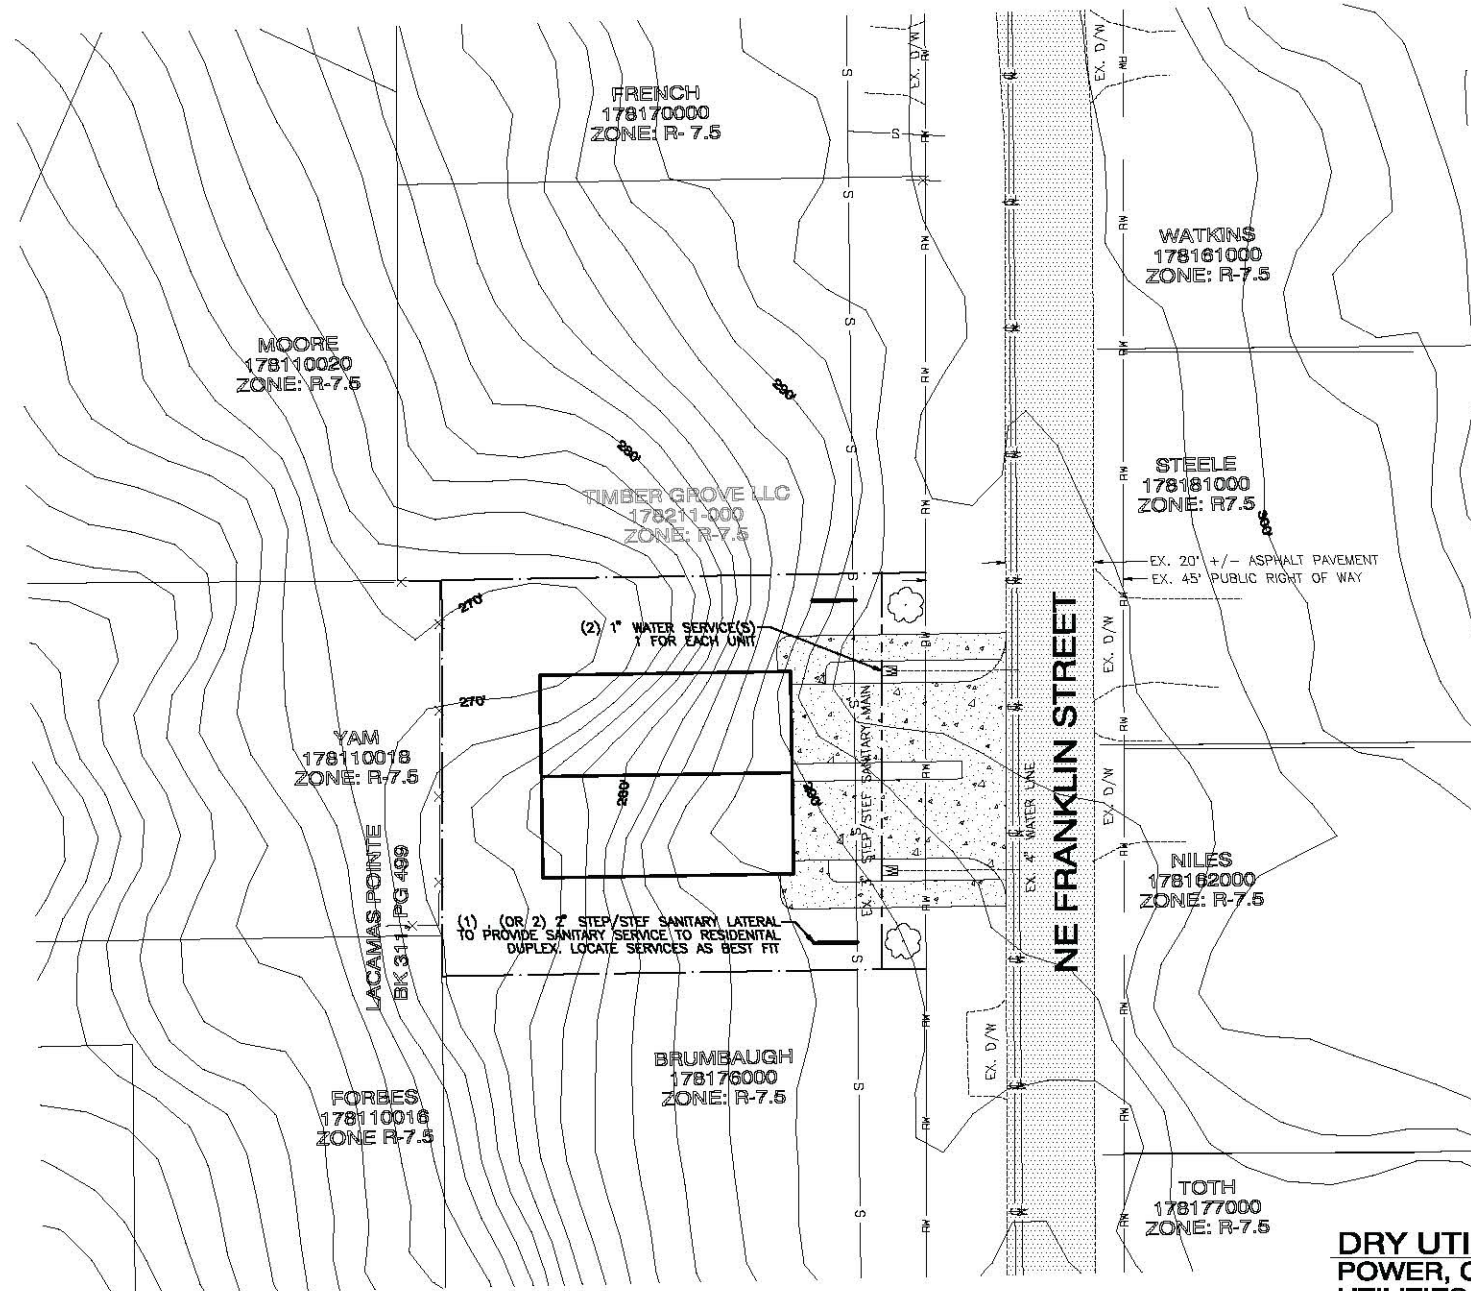 FRENCH
178170000
ZONE: R- 7.5
EX. D/W
EX. D/W
WATKINS
178161000
ZONE: R-7.5
MOORE
178110020
ZONE: R-7.5
290'
280'
TIMBER GROVE LLC
178211-000
ZONE: R-7.5
STEELE
178181000
ZONE: R7.5
300'
EX. 20' +/- ASPHALT PAVEMENT
EX. 45' PUBLIC RIGHT OF WAY
270'
(2) 1" WATER SERVICE(S)
1 FOR EACH UNIT
EX. D/W
270'
YAM
178110018
ZONE: R-7.5
280'
290'
STEP/STEF SANITARY MAIN
EX. 4" WATER LINE
NE FRANKLIN STREET
EX. D/W
LACAMAS POINTE
BK 311 PG 499
NILES
178162000
ZONE: R-7.5
(1) , (OR 2) 2" STEP/STEF SANITARY LATERAL
TO PROVIDE SANITARY SERVICE TO RESIDENITAL
DUPLEX. LOCATE SERVICES AS BEST FIT
EX. D/W
BRUMBAUGH
178176000
ZONE: R-7.5
FORBES
178110016
ZONE R-7.5
TOTH
178177000
ZONE: R-7.5
DRY UTI
POWER, C